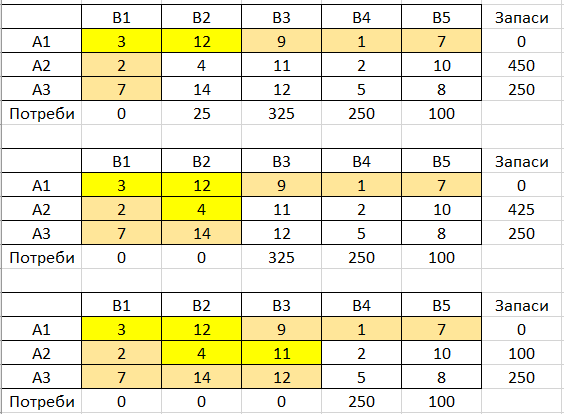 B1 B2 B3 B4 B5 Запаси
A1 3 12 9 1 7 0
A2 2 4 11 2 10 450
A3 7 14 12 5 8 250
Потреби 0 25 325 250 100
B1 B2 B3 B4 B5 Запаси
A1 3 12 9 1 7 0
A2 2 4 11 2 10 425
A3 7 14 12 5 8 250
Потреби 0 0 325 250 100
B1 B2 B3 B4 B5 Запаси
A1 3 12 9 1 7 0
A2 2 4 11 2 10 100
A3 7 14 12 5 8 250
Потреби 0 0 0 250 100